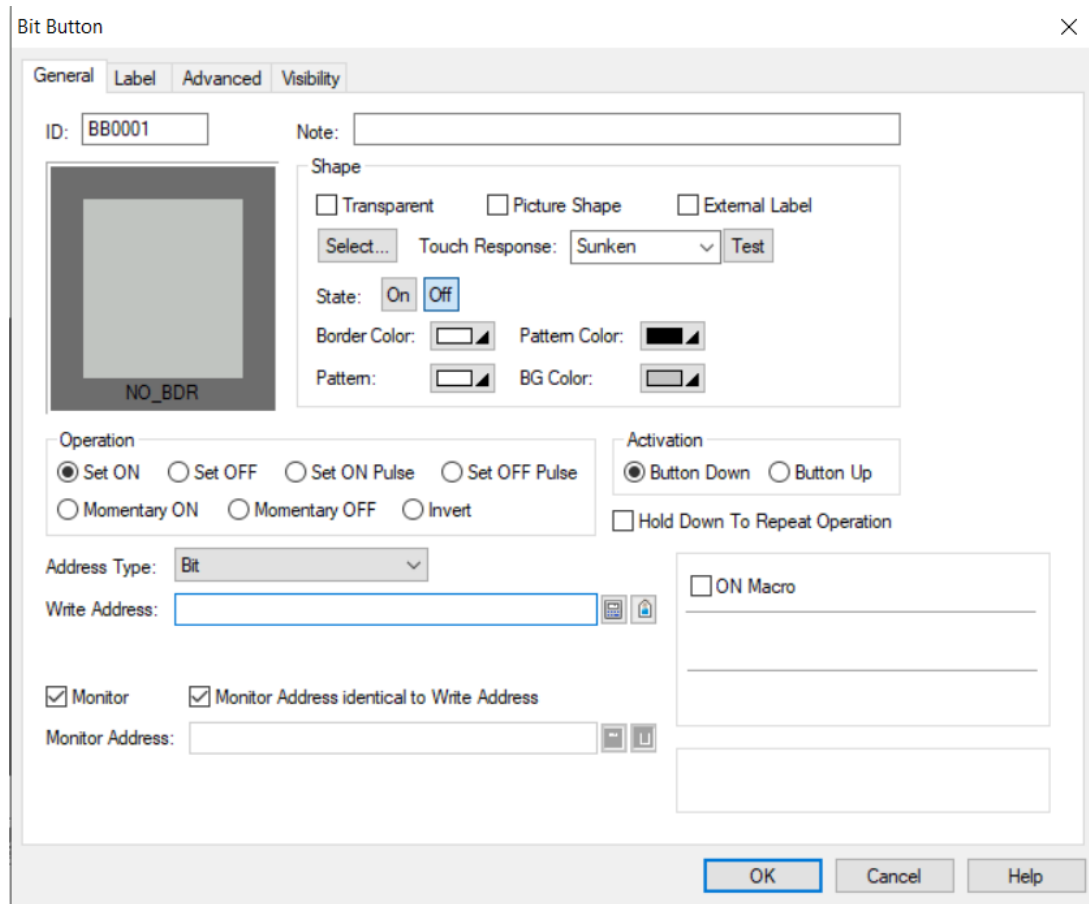 Bit Button
General Label Advanced Visibility
ID: BB0001 Note:
Shape
Transparent Picture Shape External Label
Select... Touch Response: Sunken Test
State: On Off
Border Color: Pattern Color:
Pattern: BG Color:
NO_BDR
Operation
Set ON Set OFF Set ON Pulse Set OFF Pulse
Momentary ON Momentary OFF Invert
Activation
Button Down Button Up
Hold Down To Repeat Operation
Address Type: Bit
Write Address:
ON Macro
Monitor Monitor Address identical to Write Address
Monitor Address:
OK Cancel Help